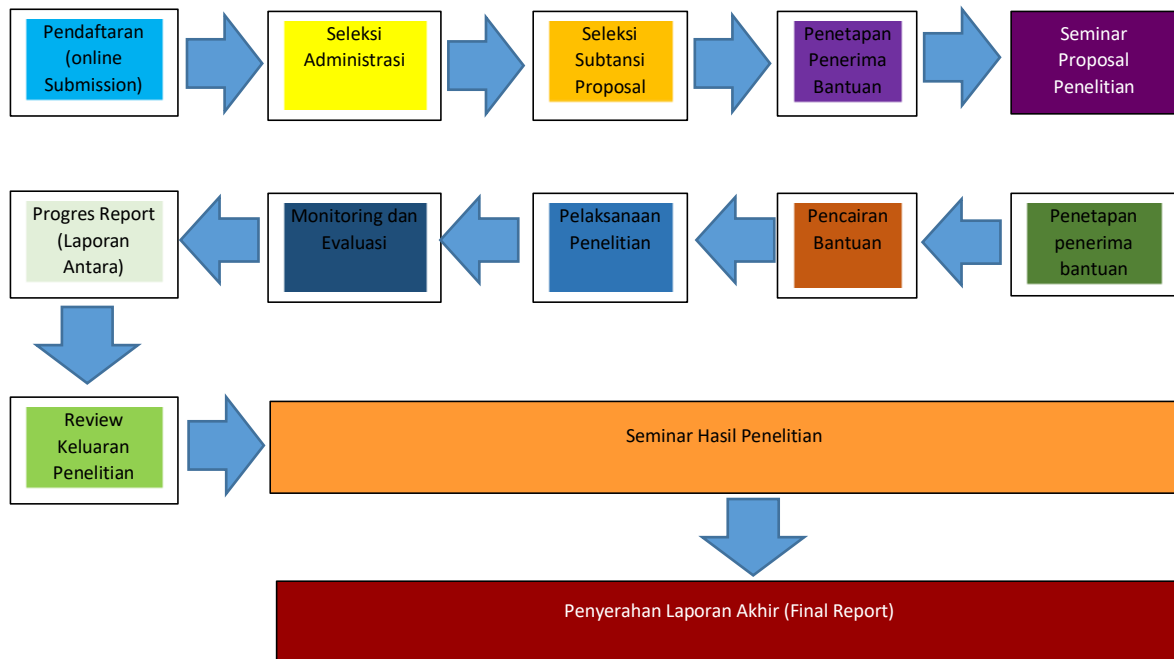 Pendaftaran
(online
Submission)
Seleksi
Administrasi
Seleksi
Subtansi
Proposal
Penetapan
Penerima
Bantuan
Seminar
Proposal
Penelitian
Progres Report
(Laporan
Antara)
Monitoring dan
Evaluasi
Pelaksanaan
Penelitian
Pencairan
Bantuan
Penetapan
penerima
bantuan
Review
Keluaran
Penelitian
Seminar Hasil Penelitian
Penyerahan Laporan Akhir (Final Report)